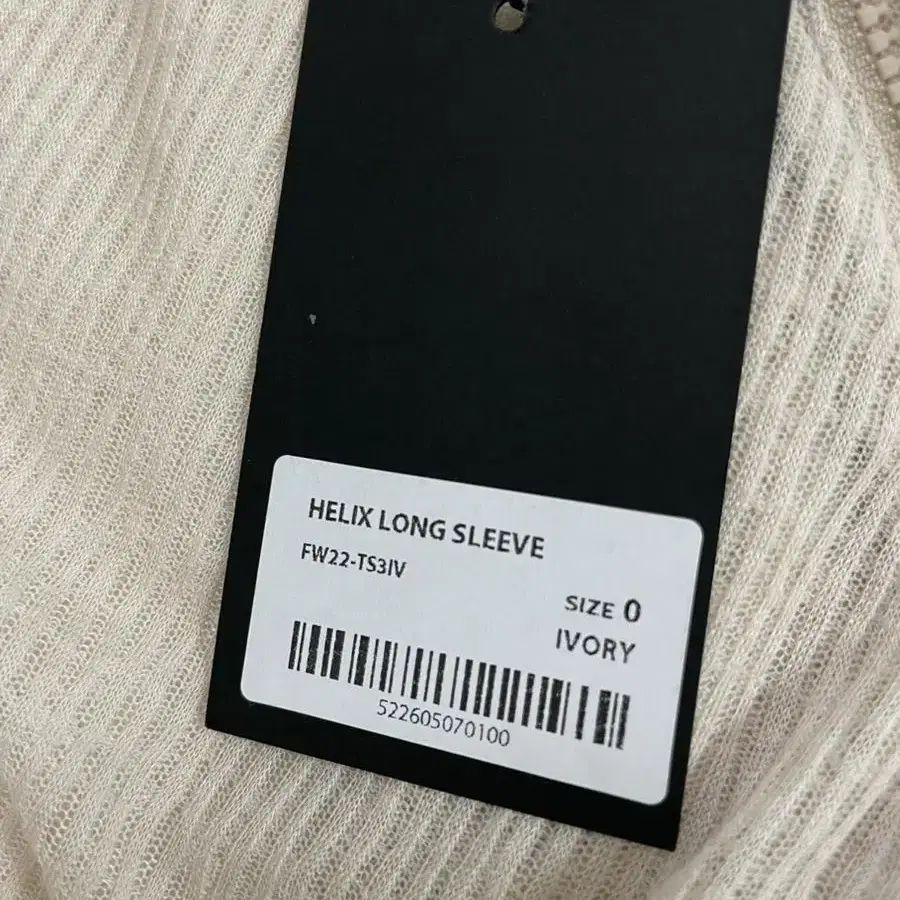 HELIX LONG SLEEVE
FW22-TS3IV
SIZE 0
IVORY
522605070100